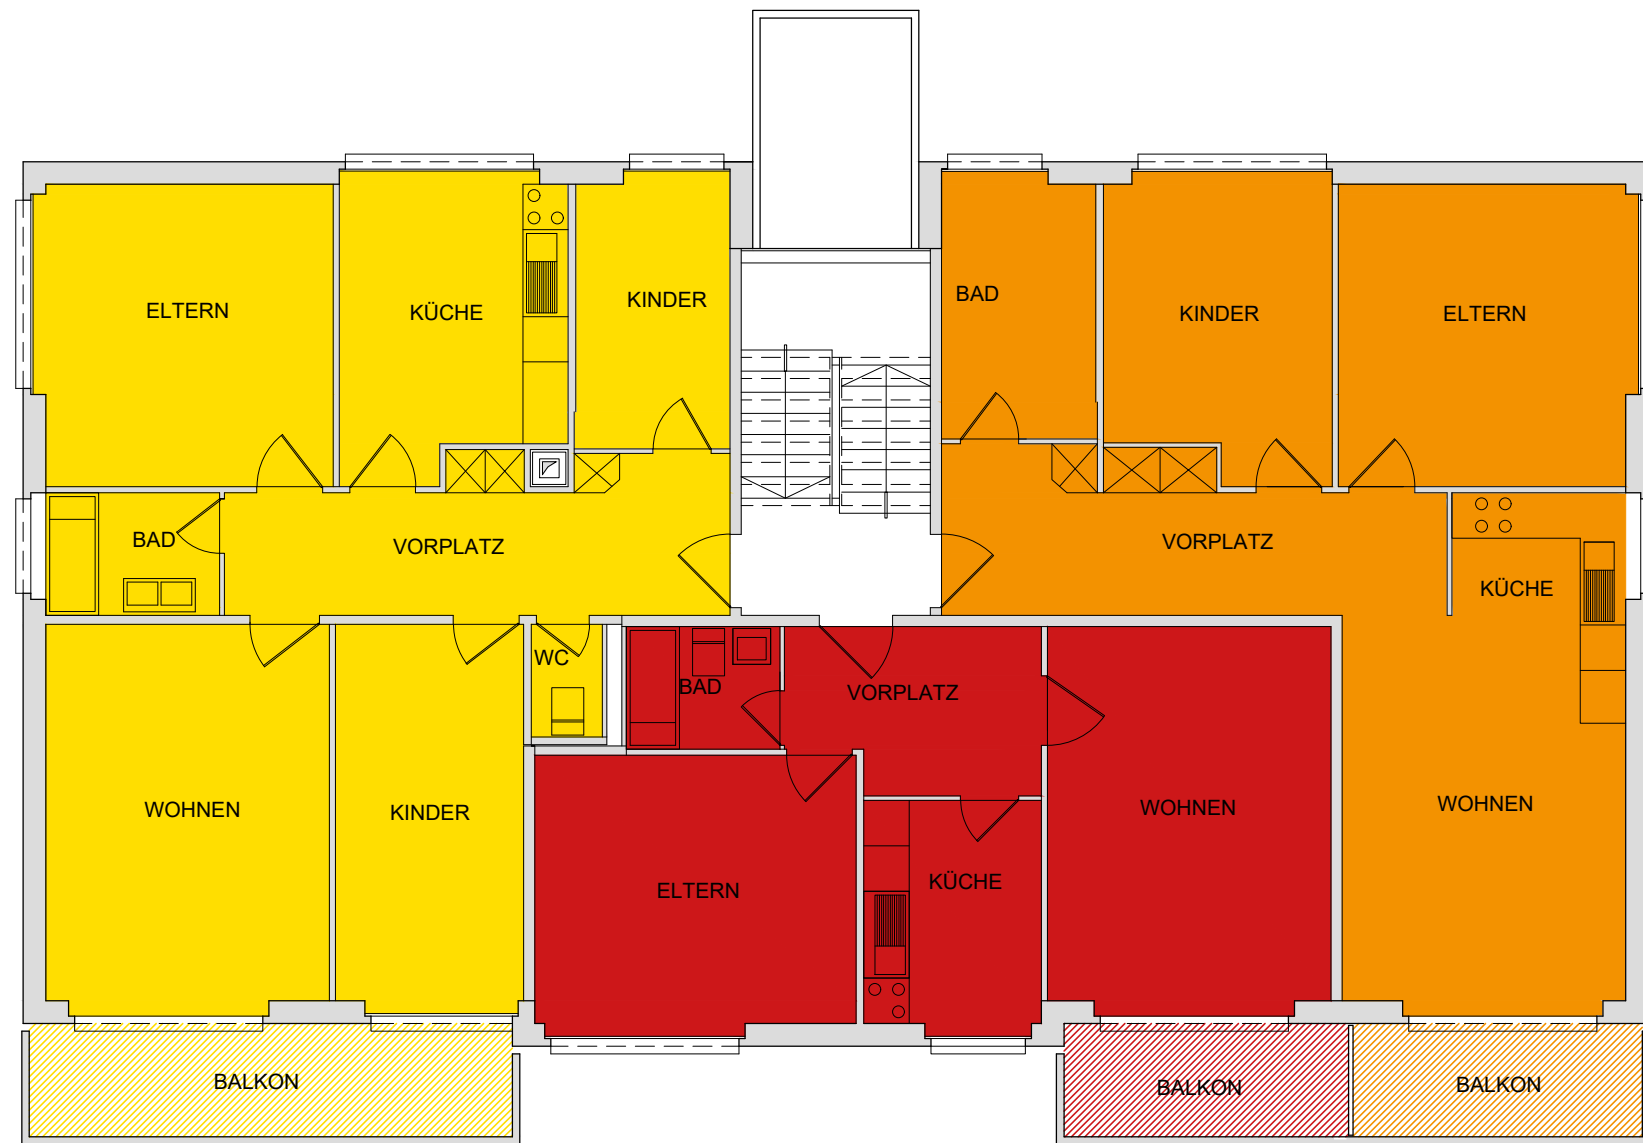 BAD
KINDER
KINDER
ELTERN
KÜCHE
ELTERN
BAD
VORPLATZ
VORPLATZ
KÜCHE
WC
BAD
VORPLATZ
WOHNEN
KINDER
WOHNEN
WOHNEN
ELTERN
KÜCHE
BALKON
BALKON
BALKON